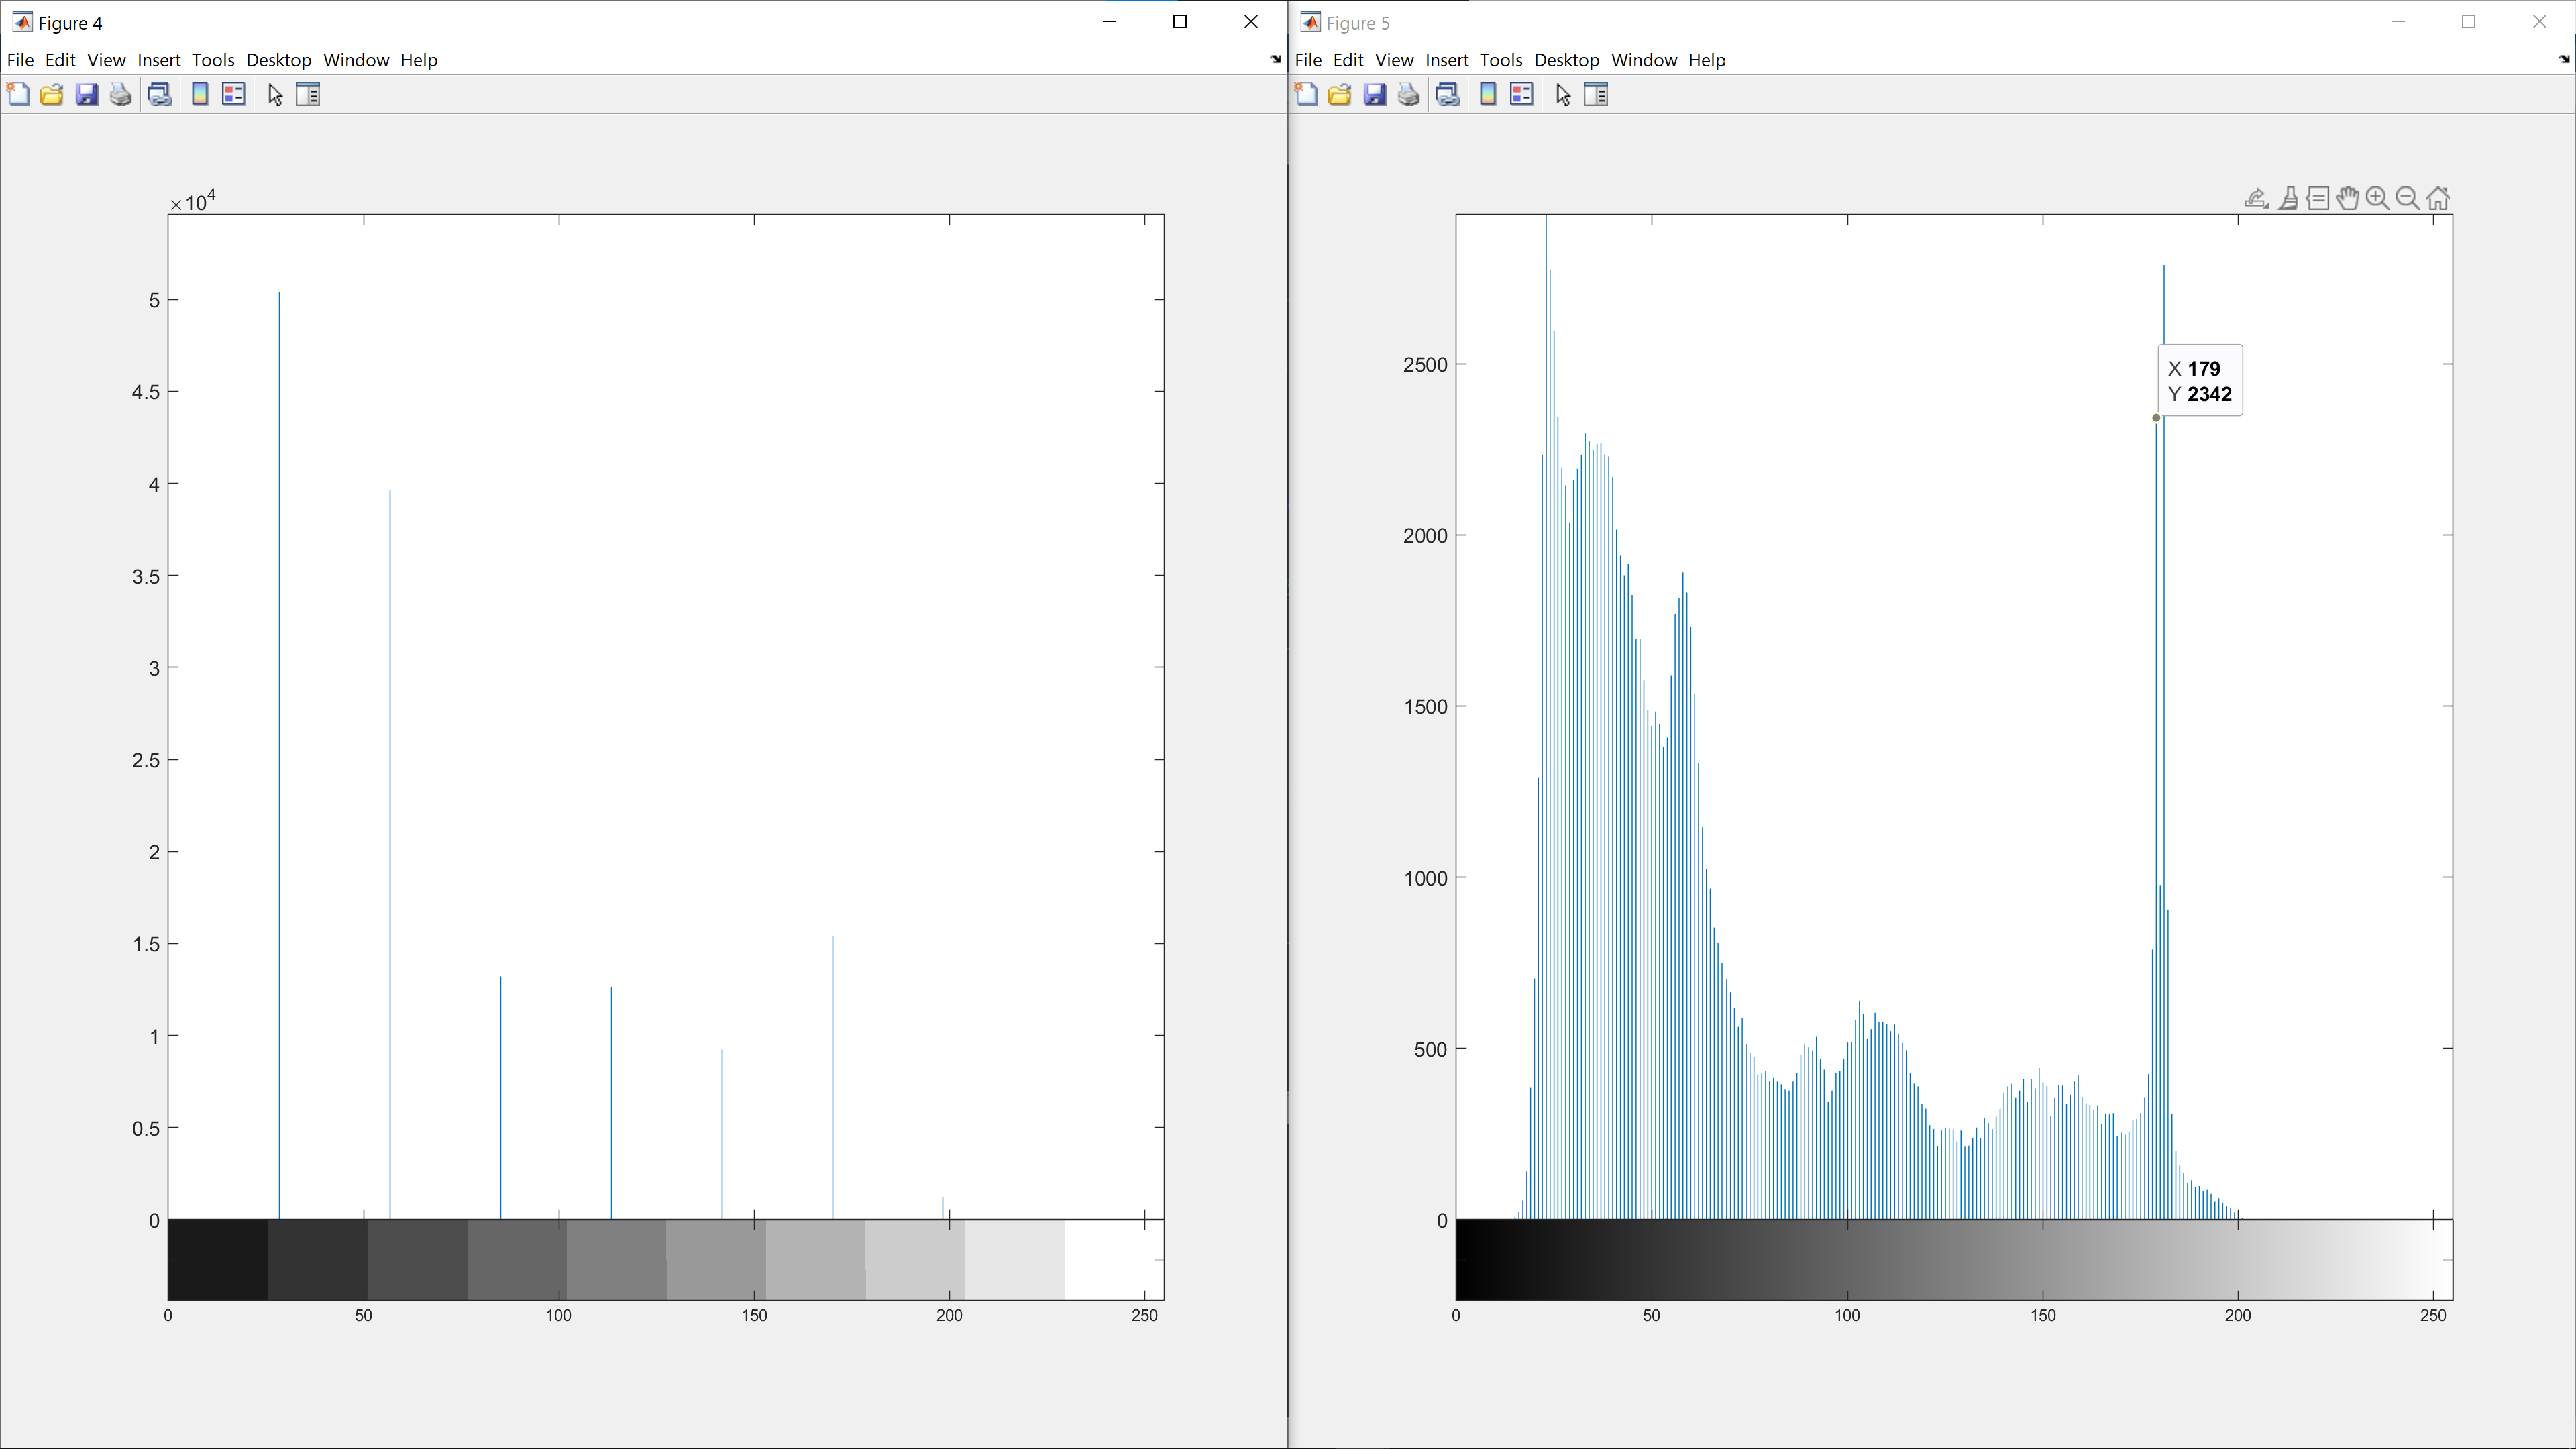 Figure 4
File Edit View Insert Tools Desktop Window Help
×10^4
5
4.5
4
3.5
3
2.5
2
1.5
1
0.5
0
0 50 100 150 200 250
Figure 5
File Edit View Insert Tools Desktop Window Help
X 179
Y 2342
2500
2000
1500
1000
500
0
0 50 100 150 200 250